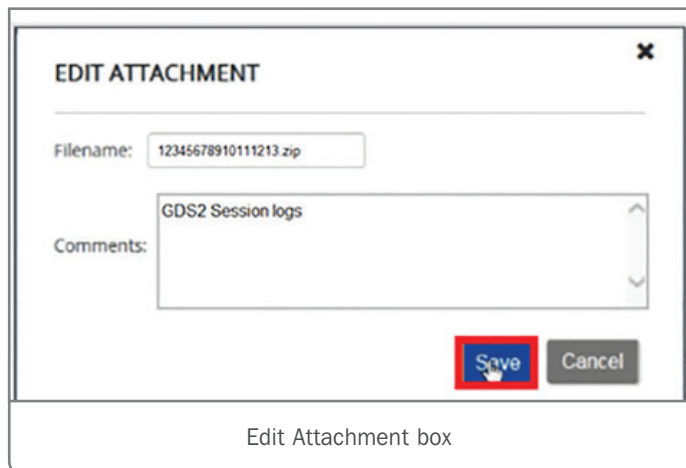 EDIT ATTACHMENT
Filename: 12345678910111213.zip
GDS2 Session logs
Comments:
Save Cancel
Edit Attachment box